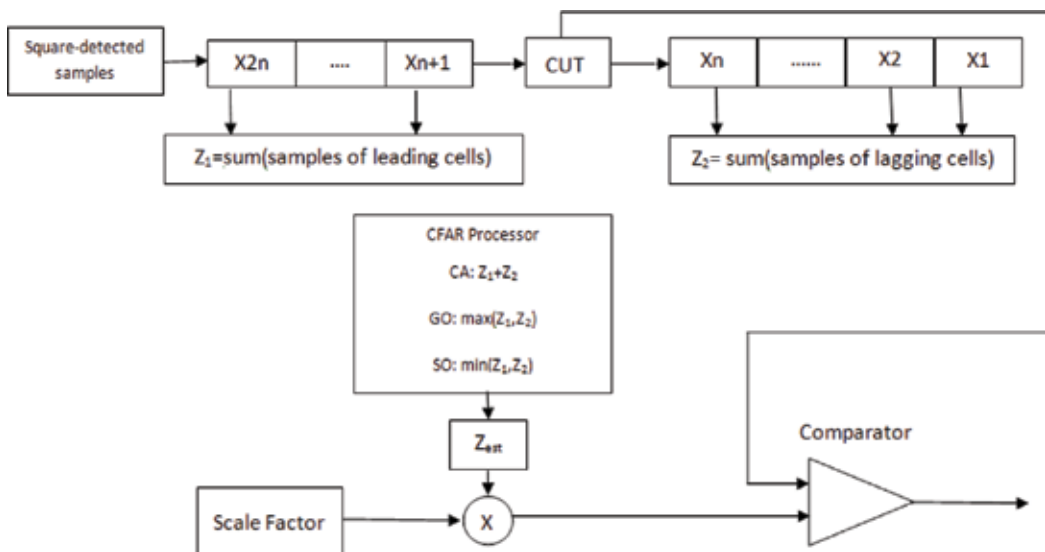 Square-detected
samples
X2n
....
Xn+1
CUT
Xn
......
X2
X1
Z₁=sum(samples of leading cells)
Z₂= sum(samples of lagging cells)
CFAR Processor
CA: Z₁+Z₂
GO: max(Z₁,Z₂)
SO: min(Z₁,Z₂)
Zest
Comparator
Scale Factor
X